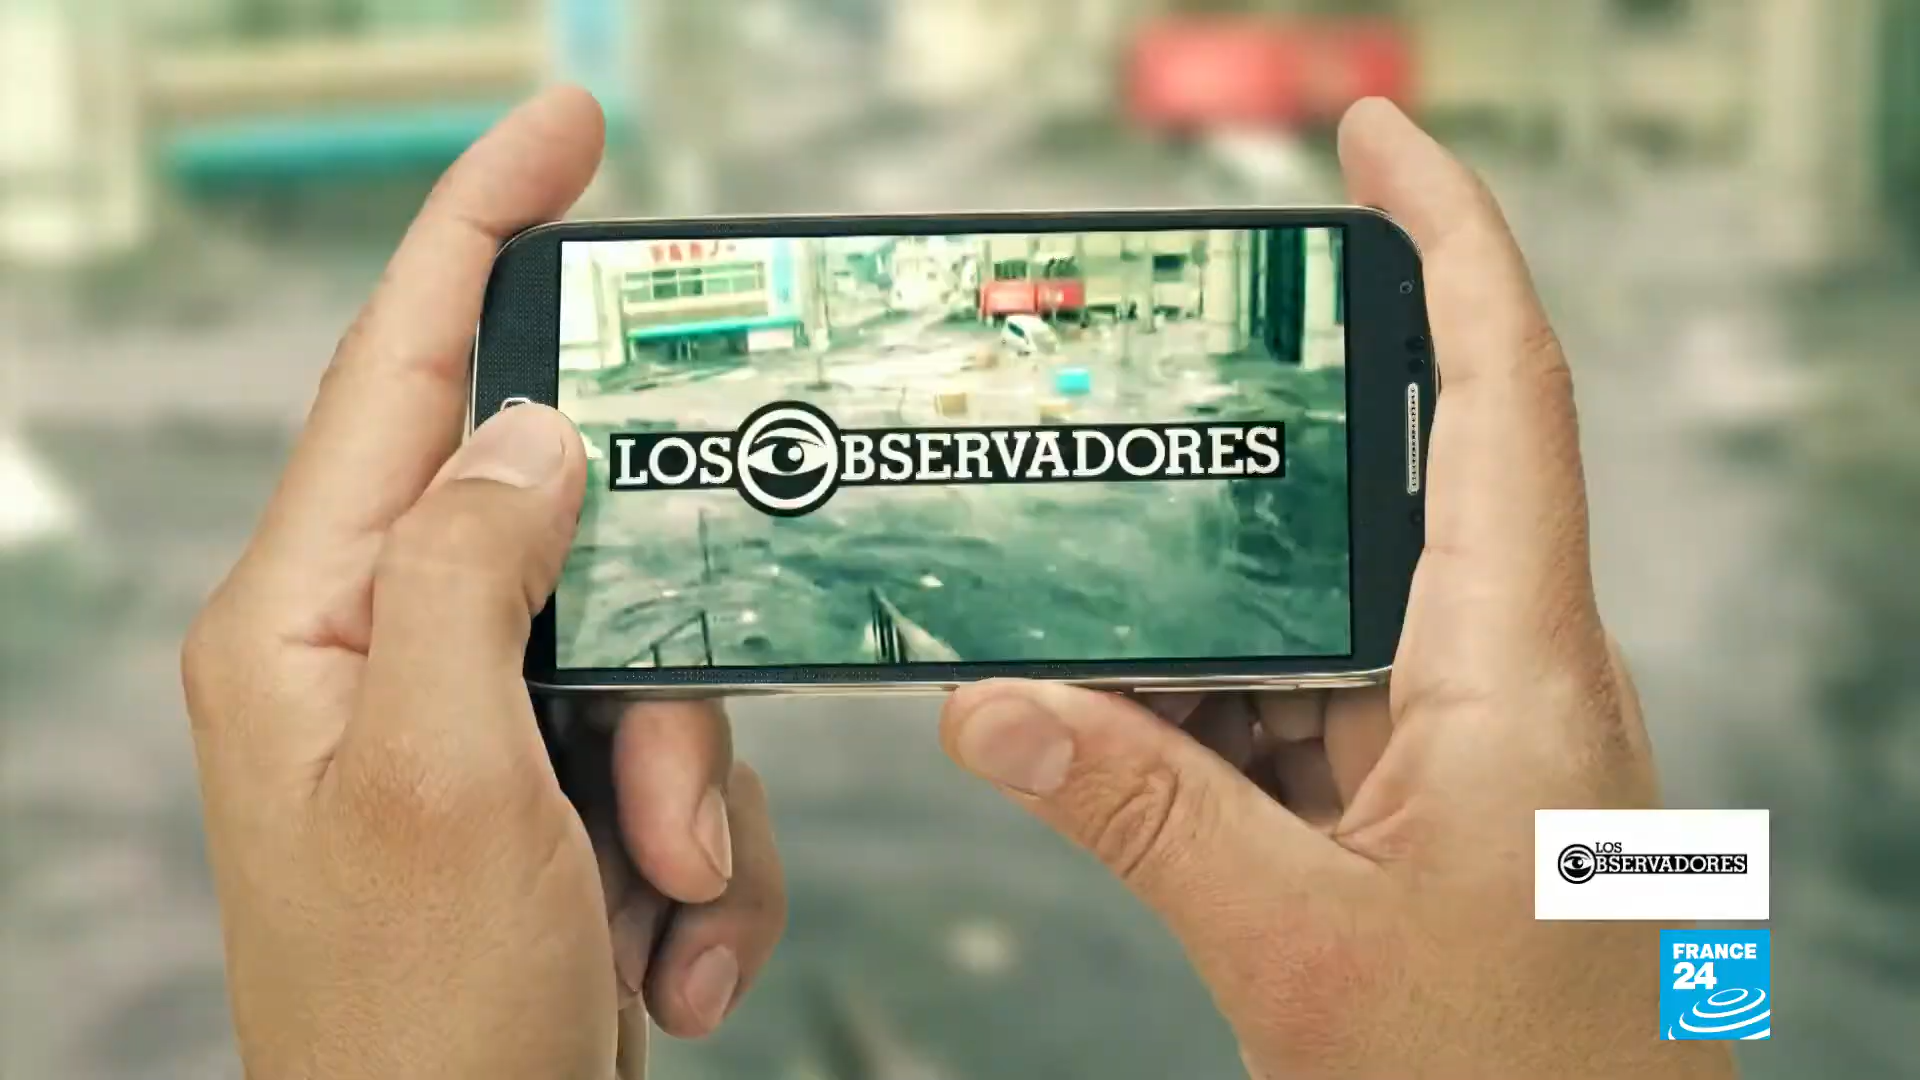 LOS OBSERVADORES
LOS
OBSERVADORES
FRANCE
24